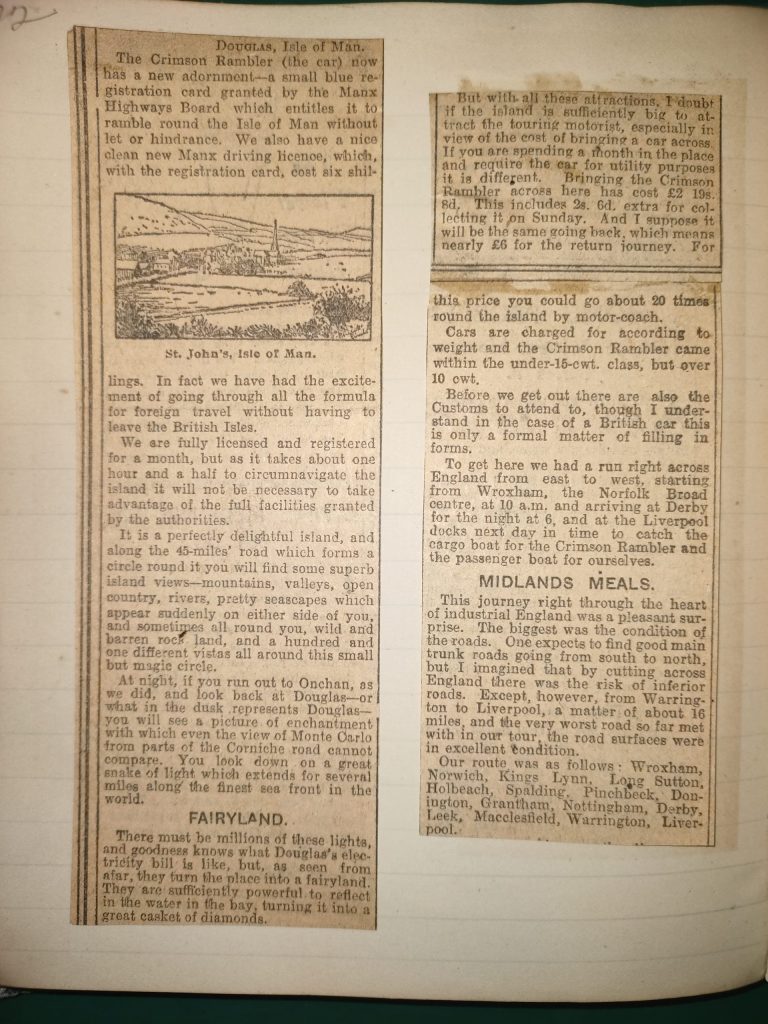 DOUGLAS, Isle of Man.
The Crimson Rambler (the car) now
has a new adornment—a small blue re-
gistration card granted by the Manx
Highways Board which entitles it to
ramble round the Isle of Man without
let or hindrance. We also have a nice
clean new Manx driving licence, which,
with the registration card, cost six shil-
St. John's, Isle of Man.
lings. In fact we have had the excite-
ment of going through all the formula
for foreign travel without having to
leave the British Isles.
We are fully licensed and registered
for a month, but as it takes about one
hour and a half to circumnavigate the
island it will not be necessary to take
advantage of the full facilities granted
by the authorities.
It is a perfectly delightful island, and
along the 45-miles' road which forms a
circle round it you will find some superb
island views—mountains, valleys, open
country, rivers, pretty seascapes which
appear suddenly on either side of you,
and sometimes all round you, wild and
barren rock land, and a hundred and
one different vistas all around this small
but magic circle.
At night, if you run out to Onchan, as
we did, and look back at Douglas—or
what in the dusk represents Douglas—
you will see a picture of enchantment
with which even the view of Monte Carlo
from parts of the Corniche road cannot
compare. You look down on a great
snake of light which extends for several
miles along the finest sea front in the
world.
FAIRYLAND.
There must be millions of these lights,
and goodness knows what Douglas's elec-
tricity bill is like, but, as seen from
afar, they turn the place into a fairyland.
They are sufficiently powerful to reflect
in the water in the bay, turning it into a
great casket of diamonds.
But with all these attractions, I doubt
if the island is sufficiently big to at-
tract the touring motorist, especially in
view of the cost of bringing a car across.
If you are spending a month in the place
and require the car for utility purposes
it is different. Bringing the Crimson
Rambler across here has cost £2 19s.
8d. This includes 2s. 6d. extra for col-
lecting it on Sunday. And I suppose it
will be the same going back, which means
nearly £6 for the return journey. For
this price you could go about 20 times
round the island by motor-coach.
Cars are charged for according to
weight and the Crimson Rambler came
within the under-15-cwt. class, but over
10 cwt.
Before we get out there are also the
Customs to attend to, though I under-
stand in the case of a British car this
is only a formal matter of filling in
forms.
To get here we had a run right across
England from east to west, starting
from Wroxham, the Norfolk Broad
centre, at 10 a.m. and arriving at Derby
for the night at 6, and at the Liverpool
docks next day in time to catch the
cargo boat for the Crimson Rambler and
the passenger boat for ourselves.
MIDLANDS MEALS.
This journey right through the heart
of industrial England was a pleasant sur-
prise. The biggest was the condition of
the roads. One expects to find good main
trunk roads going from south to north,
but I imagined that by cutting across
England there was the risk of inferior
roads. Except, however, from Warring-
ton to Liverpool, a matter of about 16
miles, and the very worst road so far met
with in our tour, the road surfaces were
in excellent condition.
Our route was as follows: Wroxham,
Norwich, Kings Lynn, Long Sutton,
Holbeach, Spalding, Pinchbeck, Don-
ington, Grantham, Nottingham, Derby,
Leek, Macclesfield, Warrington, Liver-
pool.